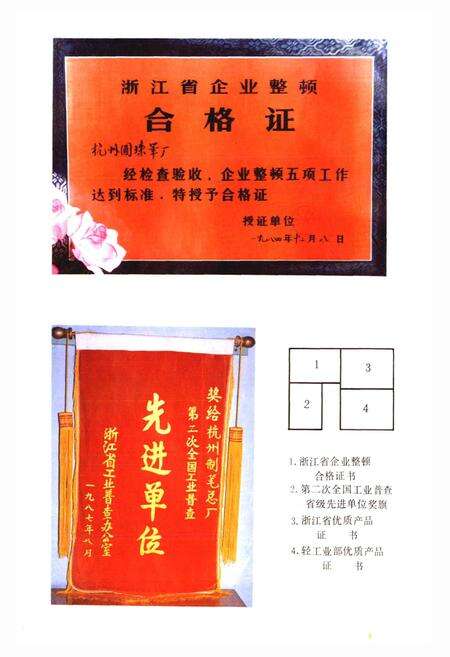 浙江省企业整顿
合格证
杭州圆珠笔厂
经检查验收，企业整顿五项工作
达到标准，特授予合格证
授证单位
一九八四年十二月八日
奖给杭州制笔总厂
第二次全国工业普查
先进单位
浙江省工业普查办公室
一九八七年八月
1 3
2 4
1.浙江省企业整顿
合格证书
2.第二次全国工业普查
省级先进单位奖旗
3.浙江省优质产品
证 书
4.轻工业部优质产品
证 书